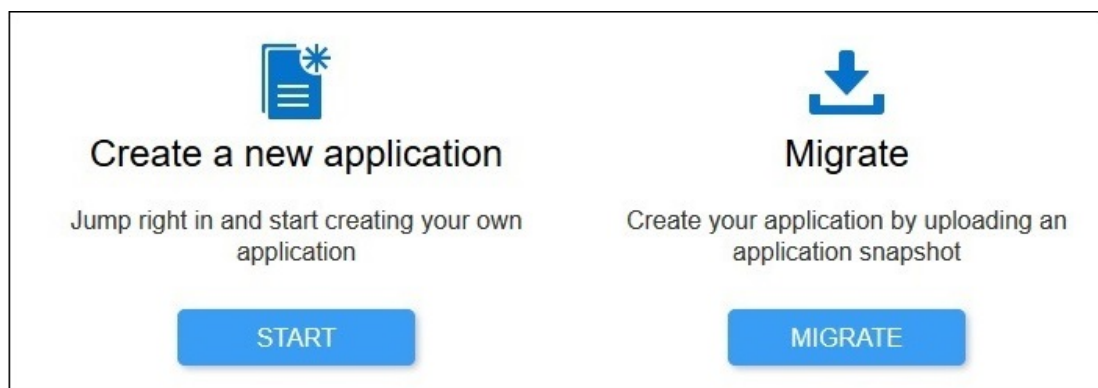 Create a new application
Jump right in and start creating your own
application
START
Migrate
Create your application by uploading an
application snapshot
MIGRATE